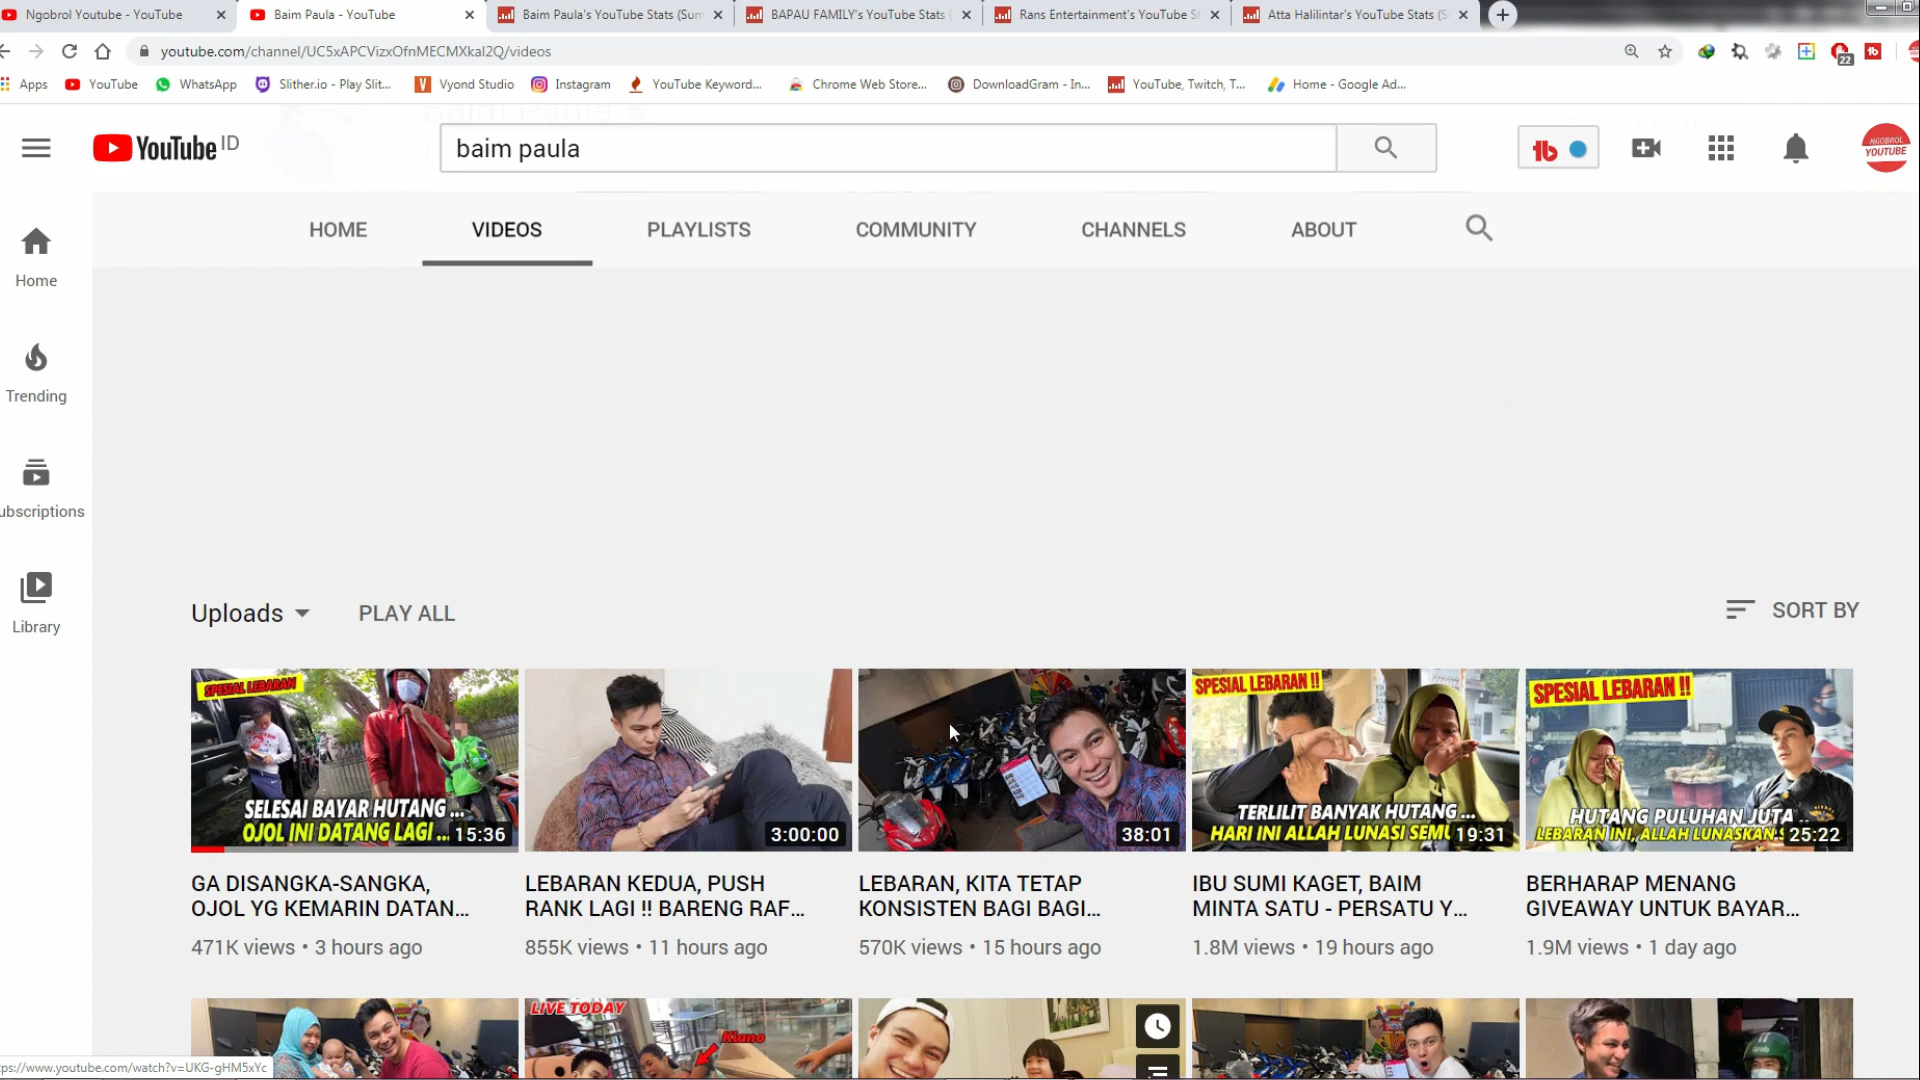 Ngobrol Youtube - YouTube
Baim Paula - YouTube
Baim Paula's YouTube Stats (Sum
BAPAU FAMILY's YouTube Stats (
Rans Entertainment's YouTube St
Atta Halilintar's YouTube Stats (S
youtube.com/channel/UC5xAPCVizxOfnMECMXkal2Q/videos
22
Apps
YouTube
WhatsApp
Slither.io - Play Slit...
Vyond Studio
Instagram
YouTube Keyword...
Chrome Web Store...
DownloadGram - In...
YouTube, Twitch, T...
Home - Google Ad...
YouTube ID
baim paula
tb
NGOBROL
YOUTUBE
HOME
VIDEOS
PLAYLISTS
COMMUNITY
CHANNELS
ABOUT
Home
Trending
ubscriptions
Library
Uploads
PLAY ALL
SORT BY
SPESIAL LEBARAN
SELESAI BAYAR HUTANG ...
OJOL INI DATANG LAGI ...
15:36
3:00:00
38:01
SPESIAL LEBARAN !!
TERLILIT BANYAK HUTANG ...
HARI INI ALLAH LUNASI SEMU
19:31
SPESIAL LEBARAN !!
HUTANG PULUHAN JUTA ..
LEBARAN INI, ALLAH LUNASKAN..
25:22
GA DISANGKA-SANGKA,
OJOL YG KEMARIN DATAN...
471K views • 3 hours ago
LEBARAN KEDUA, PUSH
RANK LAGI !! BARENG RAF...
855K views • 11 hours ago
LEBARAN, KITA TETAP
KONSISTEN BAGI BAGI...
570K views • 15 hours ago
IBU SUMI KAGET, BAIM
MINTA SATU - PERSATU Y...
1.8M views • 19 hours ago
BERHARAP MENANG
GIVEAWAY UNTUK BAYAR...
1.9M views • 1 day ago
LIVE TODAY
Kiano
Grab
ps://www.youtube.com/watch?v=UKG-gHM5xYc